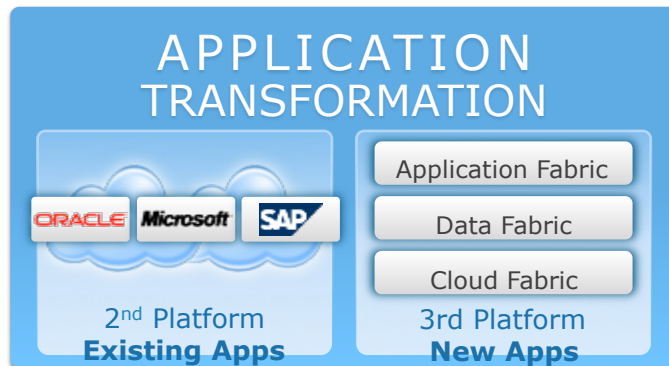 APPLICATION
TRANSFORMATION
ORACLE Microsoft SAP
2nd Platform
Existing Apps
Application Fabric
Data Fabric
Cloud Fabric
3rd Platform
New Apps